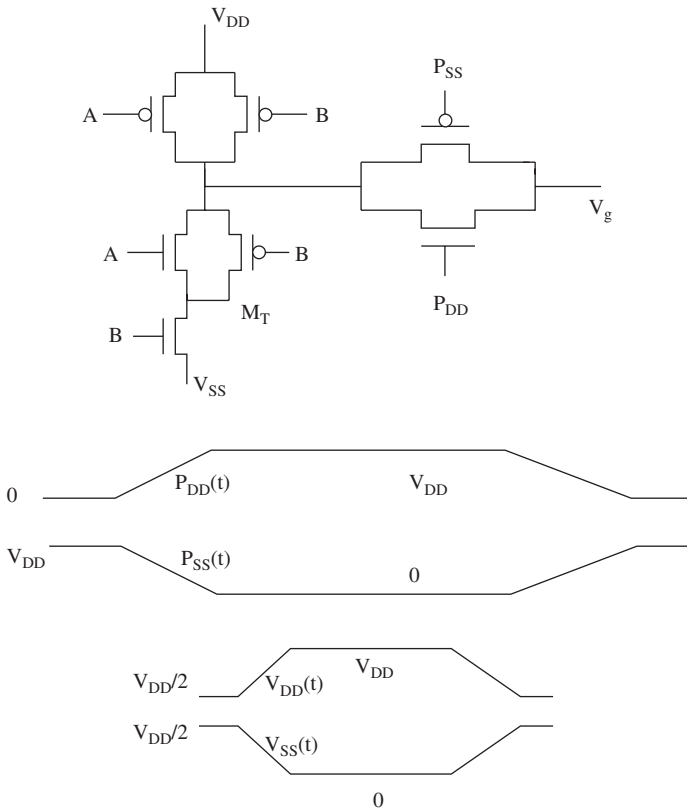 V_DD
P_SS
A
B
V_g
A
B
P_DD
M_T
B
V_SS
0
P_DD(t)
V_DD
V_DD
P_SS(t)
0
V_DD/2
V_DD(t)
V_DD
V_DD/2
V_SS(t)
0